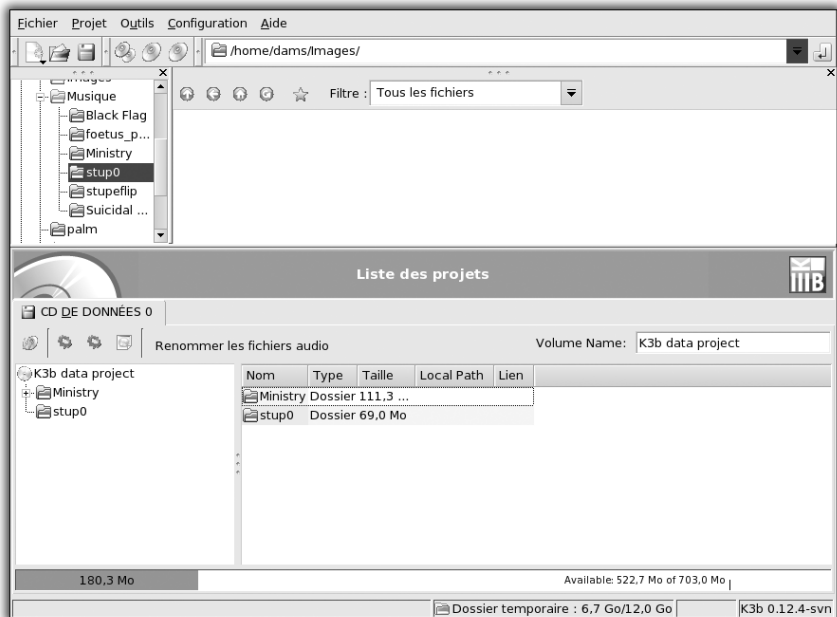 Fichier Projet Outils Configuration Aide
/home/dams/Images/
Musique
Filtre : Tous les fichiers
Black Flag
foetus_p...
Ministry
stup0
stupeflip
Suicidal ...
palm
Liste des projets
K
IIIB
CD DE DONNÉES 0
Renommer les fichiers audio
Volume Name: K3b data project
K3b data project
Ministry
stup0
Nom Type Taille Local Path Lien
Ministry Dossier 111,3 ...
stup0 Dossier 69,0 Mo
180,3 Mo
Available: 522,7 Mo of 703,0 Mo
Dossier temporaire : 6,7 Go/12,0 Go
K3b 0.12.4-svn